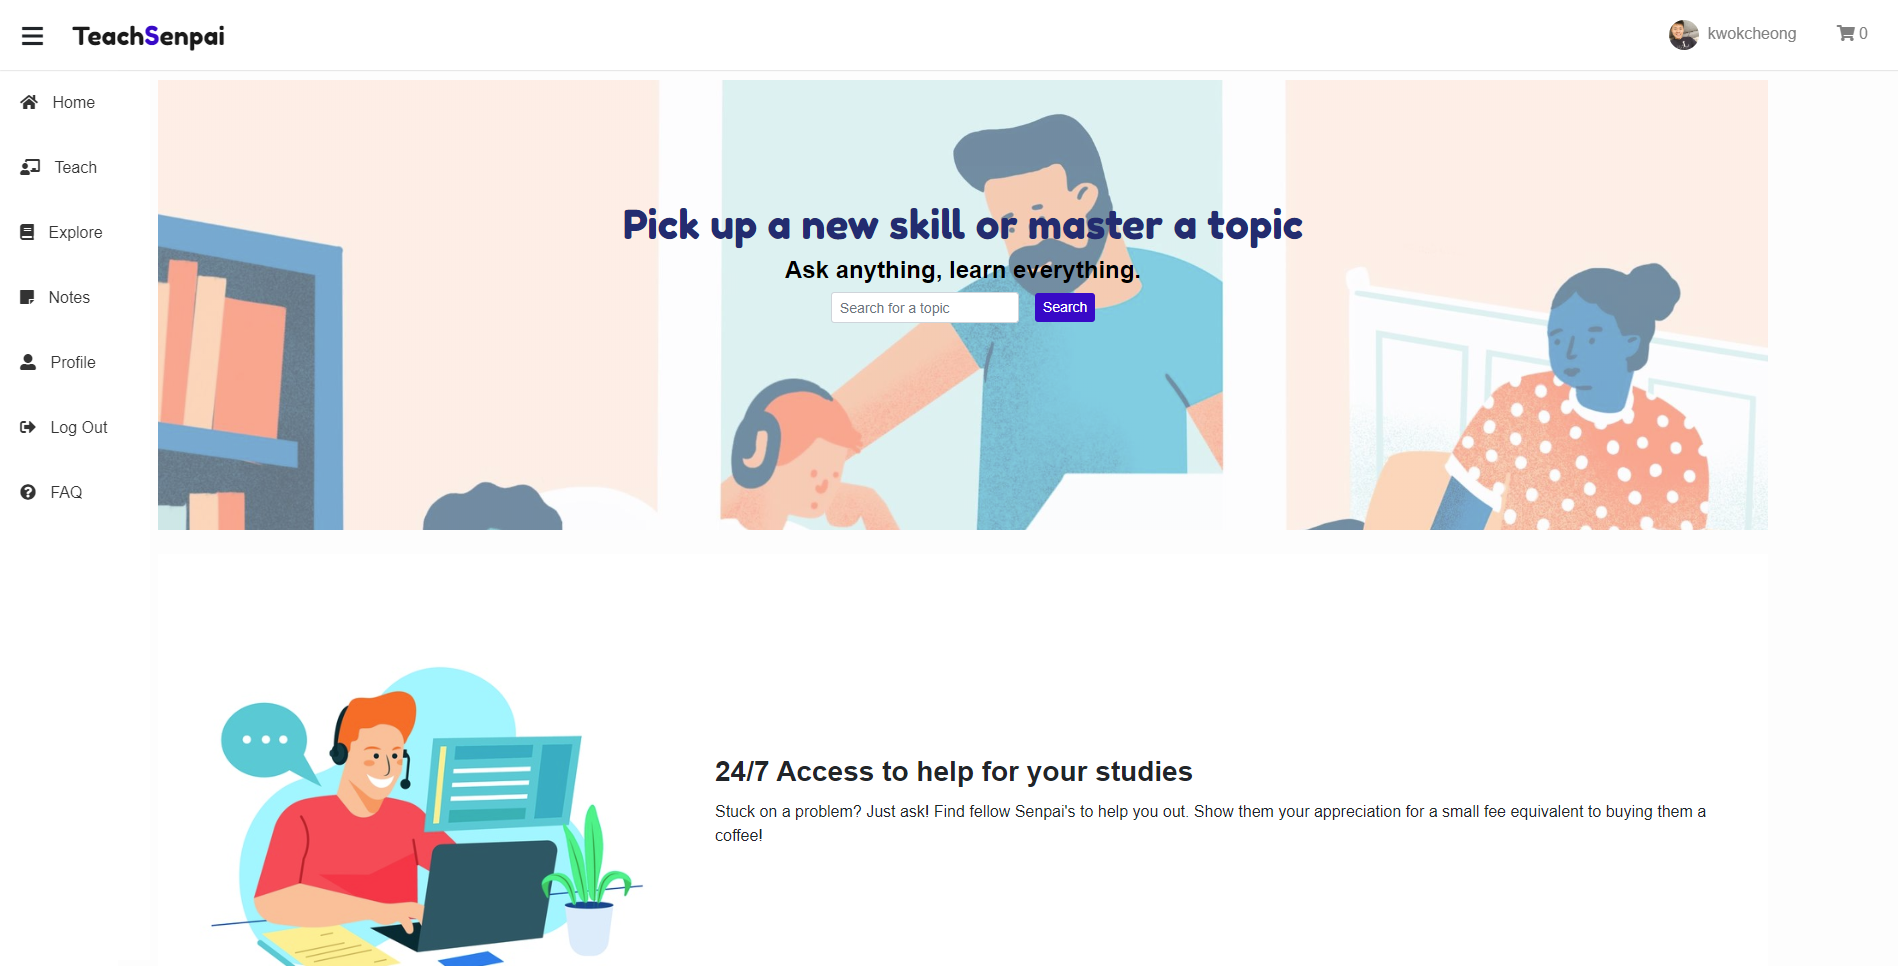 TeachSenpai
kwokcheong
0
Home
Teach
Explore
Notes
Profile
Log Out
FAQ
Pick up a new skill or master a topic
Ask anything, learn everything.
Search for a topic
Search
24/7 Access to help for your studies
Stuck on a problem? Just ask! Find fellow Senpai's to help you out. Show them your appreciation for a small fee equivalent to buying them a
coffee!